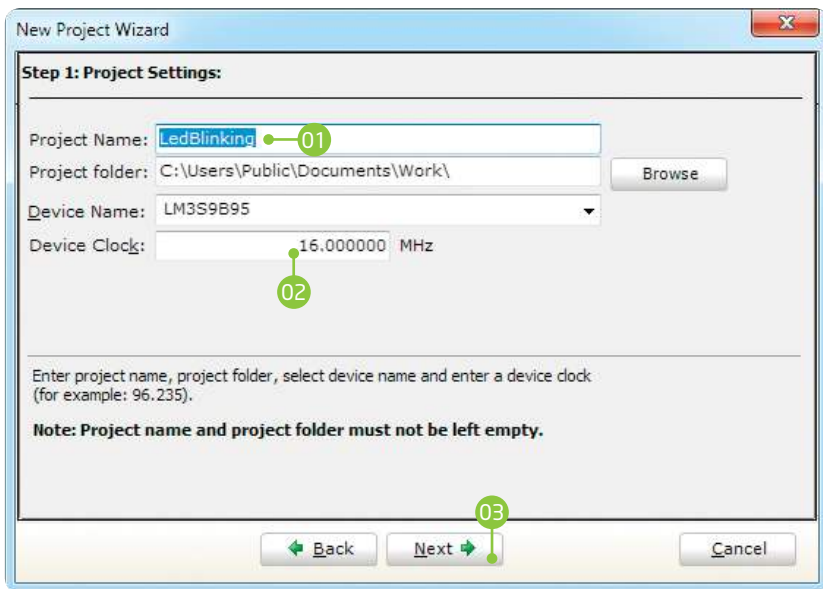 New Project Wizard
Step 1: Project Settings:
Project Name: LedBlinking 01
Project folder: C:\Users\Public\Documents\Work\ Browse
Device Name: LM3S9B95
Device Clock: 16.000000 MHz
02
Enter project name, project folder, select device name and enter a device clock
(for example: 96.235).
Note: Project name and project folder must not be left empty.
03
Back Next Cancel